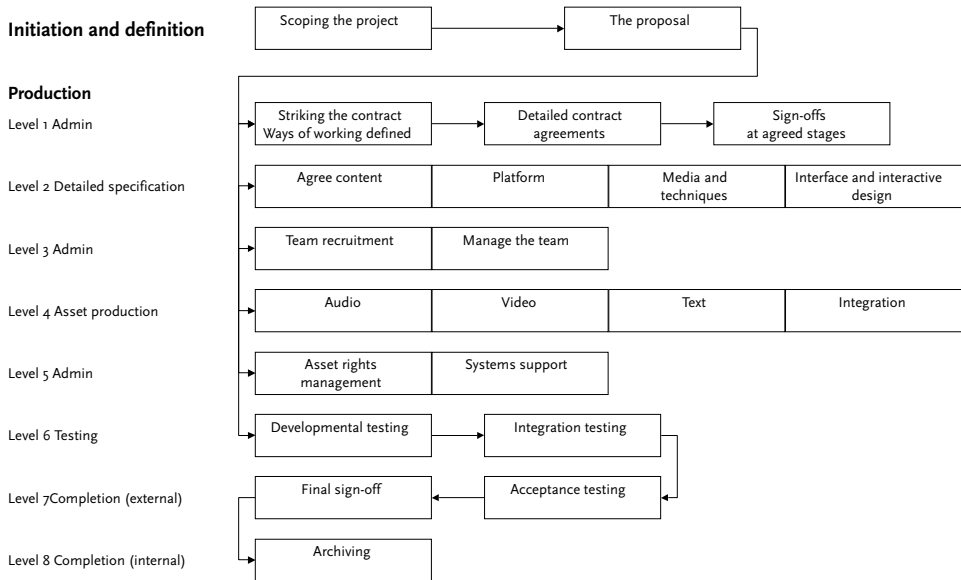 Initiation and definition
Scoping the project
The proposal
Production
Level 1 Admin
Striking the contract
Ways of working defined
Detailed contract
agreements
Sign-offs
at agreed stages
Level 2 Detailed specification
Agree content
Platform
Media and
techniques
Interface and interactive
design
Level 3 Admin
Team recruitment
Manage the team
Level 4 Asset production
Audio
Video
Text
Integration
Level 5 Admin
Asset rights
management
Systems support
Level 6 Testing
Developmental testing
Integration testing
Level 7Completion (external)
Final sign-off
Acceptance testing
Level 8 Completion (internal)
Archiving